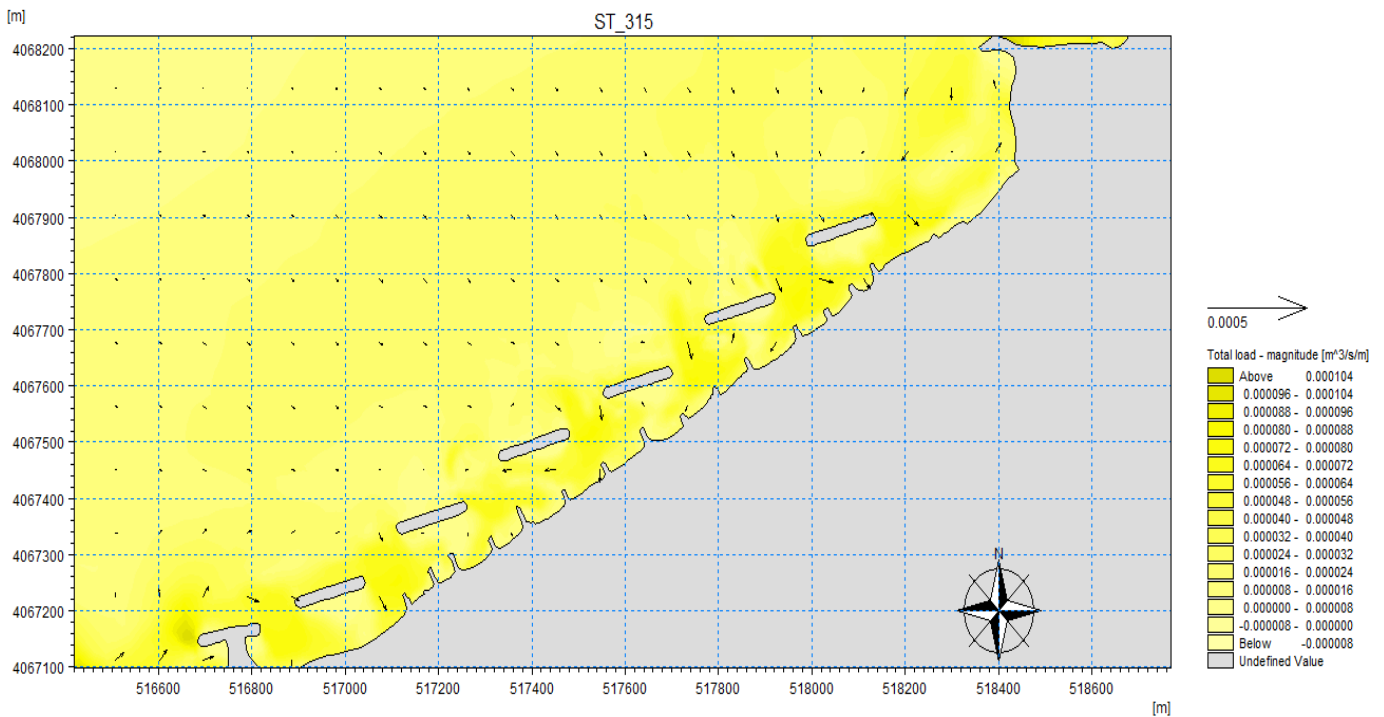 [m]
ST_315
4068200
4068100
4068000
4067900
4067800
4067700
4067600
4067500
4067400
4067300
4067200
4067100
516600 516800 517000 517200 517400 517600 517800 518000 518200 518400 518600
[m]
N
0.0005
Total load - magnitude [m^3/s/m]
Above 0.000104
0.000096 - 0.000104
0.000088 - 0.000096
0.000080 - 0.000088
0.000072 - 0.000080
0.000064 - 0.000072
0.000056 - 0.000064
0.000048 - 0.000056
0.000040 - 0.000048
0.000032 - 0.000040
0.000024 - 0.000032
0.000016 - 0.000024
0.000008 - 0.000016
0.000000 - 0.000008
-0.000008 - 0.000000
Below -0.000008
Undefined Value